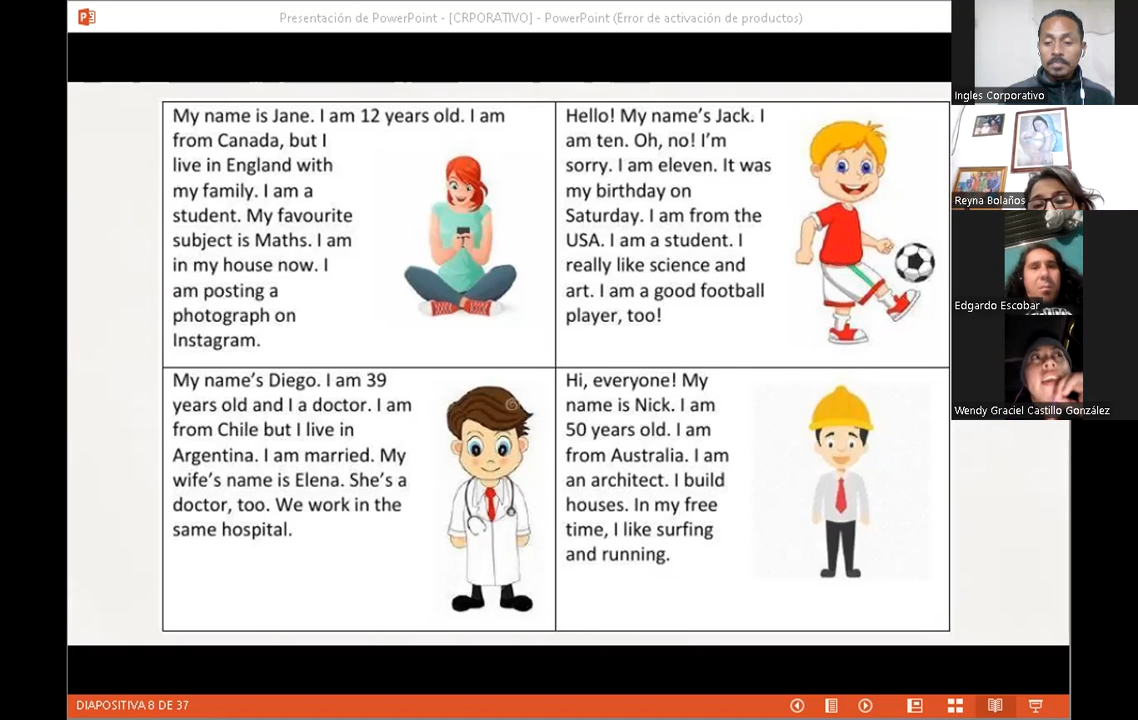 Presentación de PowerPoint - [CRPORATIVO] - PowerPoint (Error de activación de productos)
My name is Jane. I am 12 years old. I am
from Canada, but I
live in England with
my family. I am a
student. My favourite
subject is Maths. I am
in my house now. I
am posting a
photograph on
Instagram.
Hello! My name's Jack. I
am ten. Oh, no! I'm
sorry. I am eleven. It was
my birthday on
Saturday. I am from the
USA. I am a student. I
really like science and
art. I am a good football
player, too!
My name's Diego. I am 39
years old and I a doctor. I am
from Chile but I live in
Argentina. I am married. My
wife's name is Elena. She's a
doctor, too. We work in the
same hospital.
Hi, everyone! My
name is Nick. I am
50 years old. I am
from Australia. I am
an architect. I build
houses. In my free
time, I like surfing
and running.
Ingles Corporativo
Reyna Bolaños
Edgardo Escobar
Wendy Graciel Castillo González
DIAPOSITIVA 8 DE 37